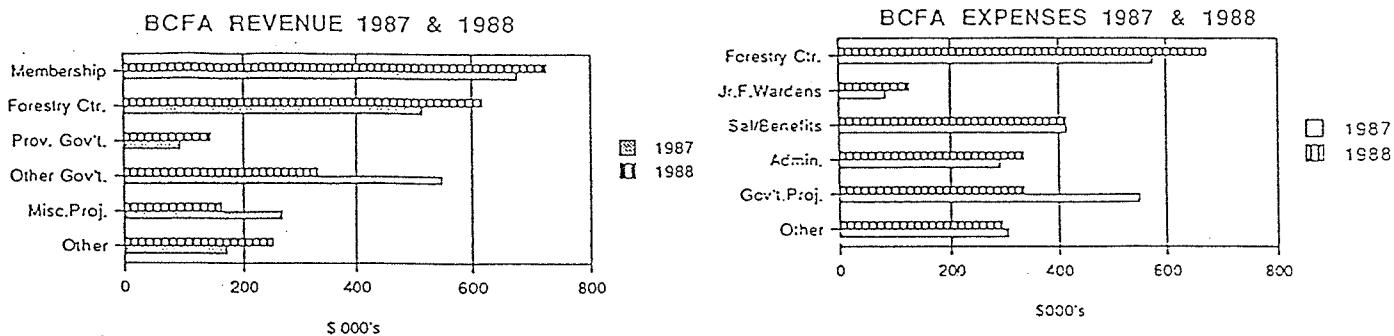 BCFA REVENUE 1987 & 1988
Membership
Forestry Ctr.
Prov. Gov't.
Other Gov't.
Misc.Proj.
Other
0 200 400 600 800
$ 000's
1987
1988
BCFA EXPENSES 1987 & 1988
Forestry Ctr.
Jr.F.Wardens
Sal/Benefits
Admin.
Gov't.Proj.
Other
0 200 400 600 800
$000's
1987
1988